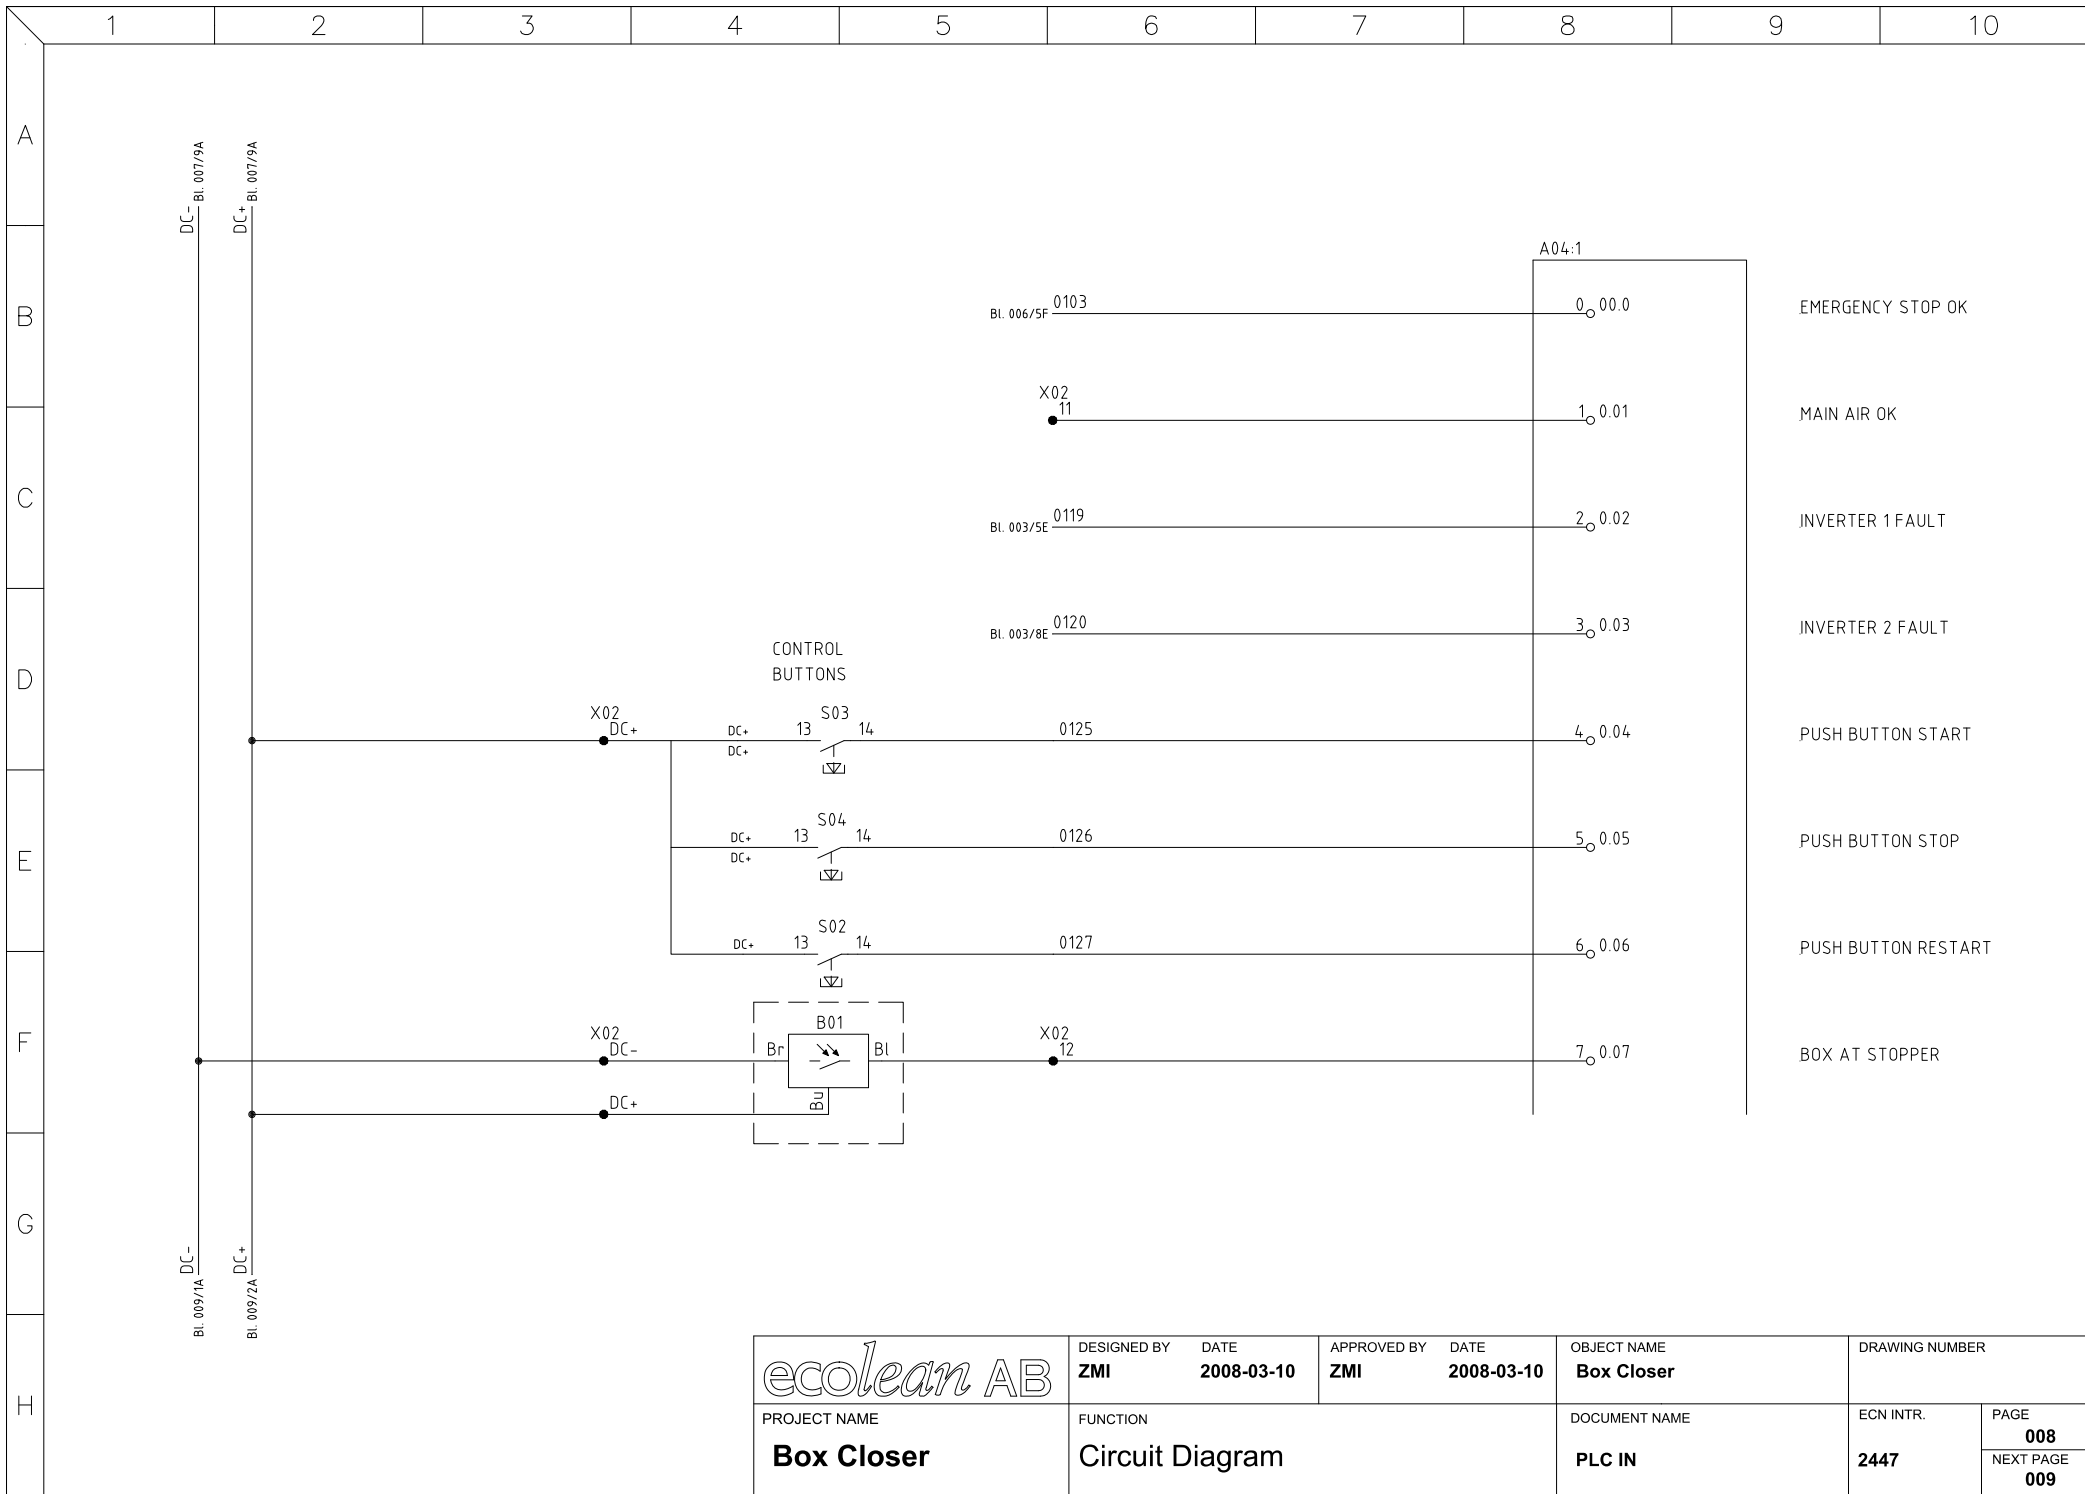 1 2 3 4 5 6 7 8 9 10
A
B
C
D
E
F
G
H
DC- Bl. 007/9A
DC+ Bl. 007/9A
A04:1
Bl. 006/5F 0103 0 00.0 EMERGENCY STOP OK
X02
11 1 0.01 MAIN AIR OK
Bl. 003/5E 0119 2 0.02 INVERTER 1 FAULT
Bl. 003/8E 0120 3 0.03 INVERTER 2 FAULT
CONTROL
BUTTONS
X02 S03
DC+ DC+ 13 14 0125 4 0.04 PUSH BUTTON START
DC+
S04
DC+ 13 14 0126 5 0.05 PUSH BUTTON STOP
DC+
S02
DC+ 13 14 0127 6 0.06 PUSH BUTTON RESTART
X02 B01 X02
DC- Br Bl 12 7 0.07 BOX AT STOPPER
DC+ Bu
DC- Bl. 009/1A
DC+ Bl. 009/2A
ecolean AB
DESIGNED BY DATE
ZMI 2008-03-10
APPROVED BY DATE
ZMI 2008-03-10
OBJECT NAME
Box Closer
DRAWING NUMBER
PROJECT NAME
Box Closer
FUNCTION
Circuit Diagram
DOCUMENT NAME
PLC IN
ECN INTR.
2447
PAGE
008
NEXT PAGE
009